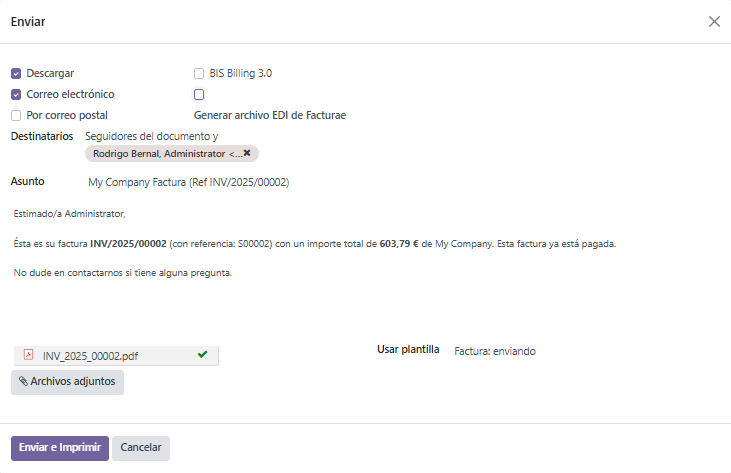 Enviar
Descargar
BIS Billing 3.0
Correo electrónico
Por correo postal
Generar archivo EDI de Facturae
Destinatarios
Seguidores del documento y
Rodrigo Bernal, Administrator <...
Asunto
My Company Factura (Ref INV/2025/00002)
Estimado/a Administrator,
Ésta es su factura INV/2025/00002 (con referencia: S00002) con un importe total de 603,79 € de My Company. Esta factura ya está pagada.
No dude en contactarnos si tiene alguna pregunta.
INV_2025_00002.pdf
Usar plantilla
Factura: enviando
Archivos adjuntos
Enviar e Imprimir
Cancelar